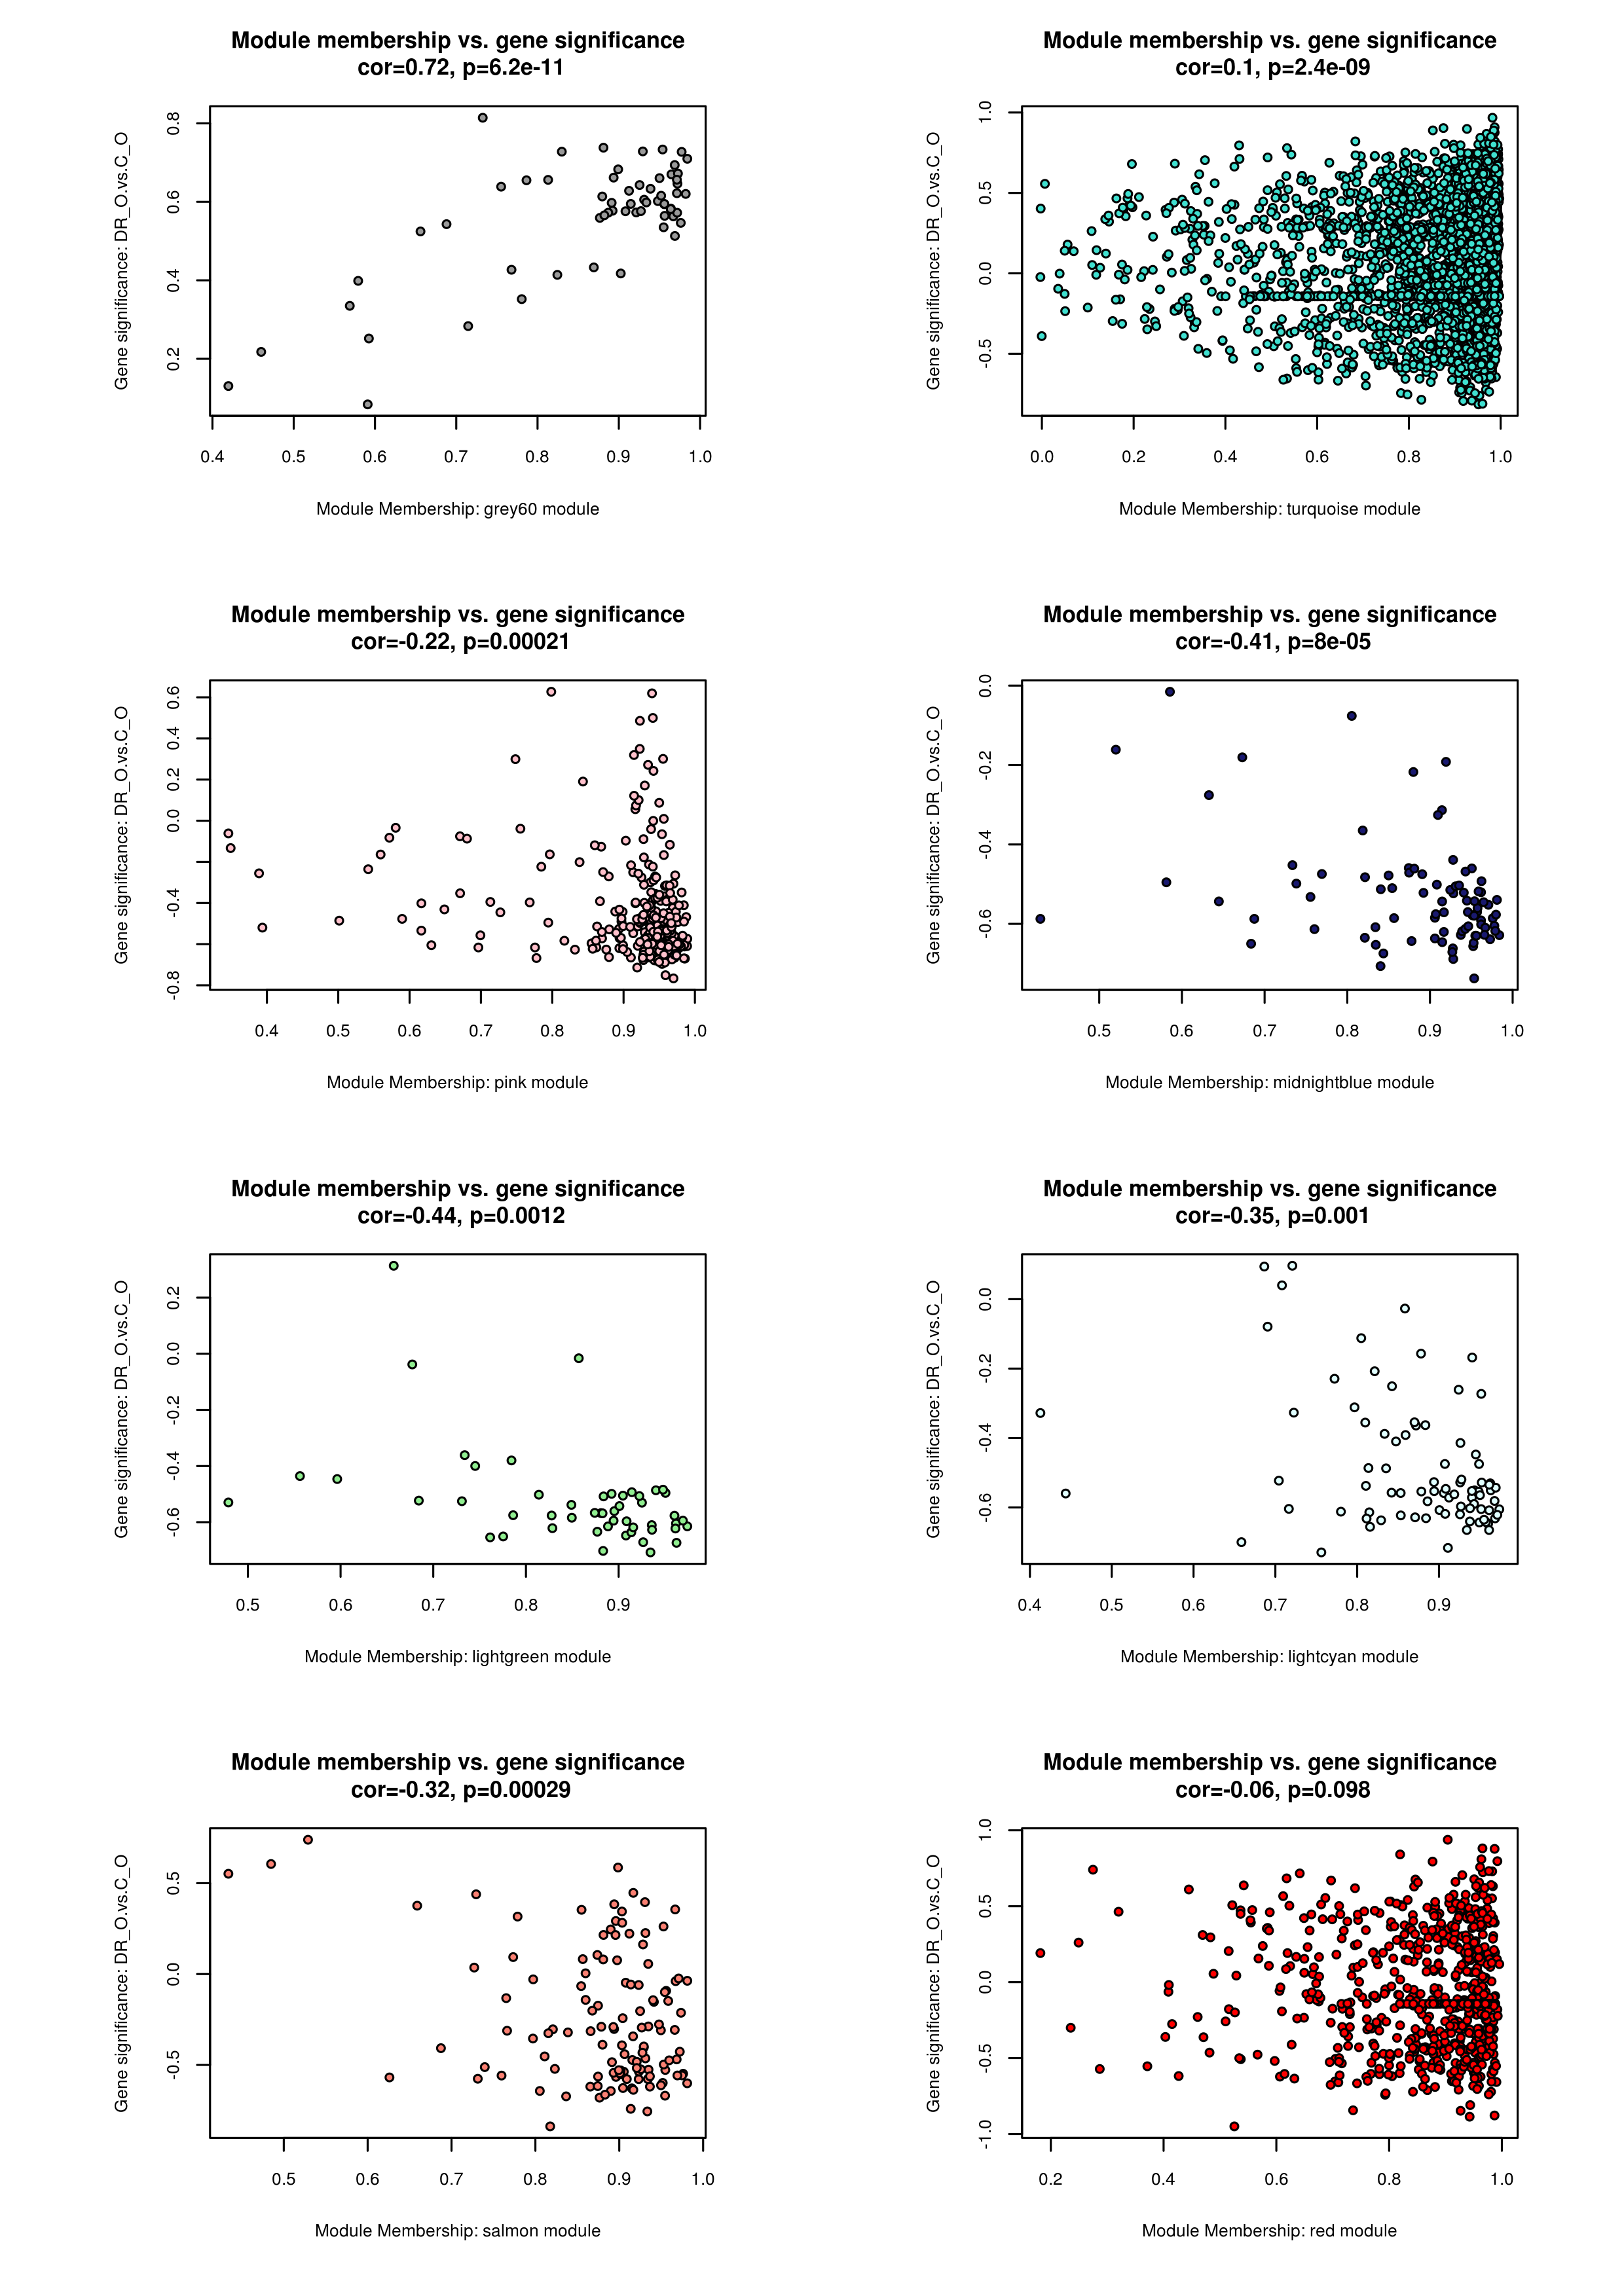 Module membership vs. gene significance
cor=0.72, p=6.2e-11
Gene significance: DR_O.vs.C_O
0.2 0.4 0.6 0.8
0.4 0.5 0.6 0.7 0.8 0.9 1.0
Module Membership: grey60 module
Module membership vs. gene significance
cor=0.1, p=2.4e-09
Gene significance: DR_O.vs.C_O
-0.5 0.0 0.5 1.0
0.0 0.2 0.4 0.6 0.8 1.0
Module Membership: turquoise module
Module membership vs. gene significance
cor=-0.22, p=0.00021
Gene significance: DR_O.vs.C_O
-0.8 -0.4 0.0 0.2 0.4 0.6
0.4 0.5 0.6 0.7 0.8 0.9 1.0
Module Membership: pink module
Module membership vs. gene significance
cor=-0.41, p=8e-05
Gene significance: DR_O.vs.C_O
-0.6 -0.4 -0.2 0.0
0.5 0.6 0.7 0.8 0.9 1.0
Module Membership: midnightblue module
Module membership vs. gene significance
cor=-0.44, p=0.0012
Gene significance: DR_O.vs.C_O
-0.6 -0.4 -0.2 0.0 0.2
0.5 0.6 0.7 0.8 0.9
Module Membership: lightgreen module
Module membership vs. gene significance
cor=-0.35, p=0.001
Gene significance: DR_O.vs.C_O
-0.6 -0.4 -0.2 0.0
0.4 0.5 0.6 0.7 0.8 0.9
Module Membership: lightcyan module
Module membership vs. gene significance
cor=-0.32, p=0.00029
Gene significance: DR_O.vs.C_O
-0.5 0.0 0.5
0.5 0.6 0.7 0.8 0.9 1.0
Module Membership: salmon module
Module membership vs. gene significance
cor=-0.06, p=0.098
Gene significance: DR_O.vs.C_O
-1.0 -0.5 0.0 0.5 1.0
0.2 0.4 0.6 0.8 1.0
Module Membership: red module